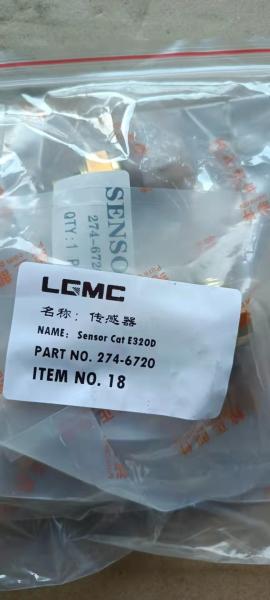 SENSO
274-672
QTY:1 P
LGMC
名称：传感器
NAME: Sensor Cat E320D
PART NO. 274-6720
ITEM NO. 18